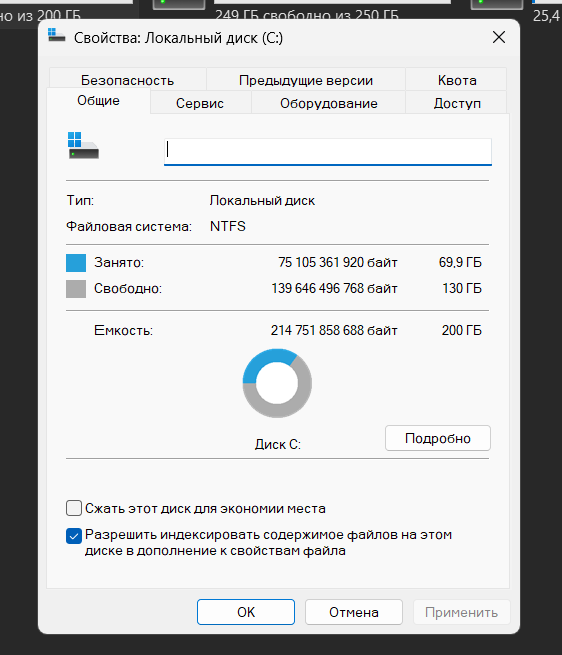 но из 200 ГБ
249 ГБ свободно из 250 ГБ
25,4
Свойства: Локальный диск (C:)
Безопасность
Предыдущие версии
Квота
Общие
Сервис
Оборудование
Доступ
Тип: Локальный диск
Файловая система: NTFS
Занято: 75 105 361 920 байт 69,9 ГБ
Свободно: 139 646 496 768 байт 130 ГБ
Емкость: 214 751 858 688 байт 200 ГБ
Диск C:
Подробно
Сжать этот диск для экономии места
Разрешить индексировать содержимое файлов на этом
диске в дополнение к свойствам файла
OK
Отмена
Применить